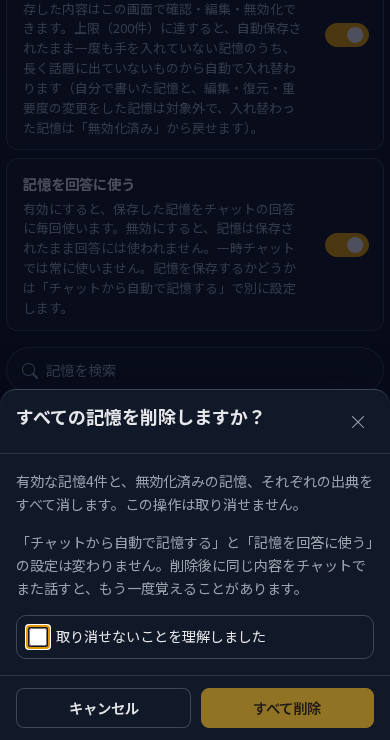 存した内容はこの画面で確認・編集・無効化で
きます。上限（200件）に達すると、自動保存さ
れたまま一度も手を入れていない記憶のうち、
長く話題に出ていないものから自動で入れ替わ
ります（自分で書いた記憶と、編集・復元・重
要度の変更をした記憶は対象外で、入れ替わっ
た記憶は「無効化済み」から戻せます）。
記憶を回答に使う
有効にすると、保存した記憶をチャットの回答
に毎回使います。無効にすると、記憶は保存さ
れたまま回答には使われません。一時チャット
では常に使いません。記憶を保存するかどうか
は「チャットから自動で記憶する」で別に設定
します。
記憶を検索
すべての記憶を削除しますか？
有効な記憶4件と、無効化済みの記憶、それぞれの出典を
すべて消します。この操作は取り消せません。
「チャットから自動で記憶する」と「記憶を回答に使う」
の設定は変わりません。削除後に同じ内容をチャットで
また話すと、もう一度覚えることがあります。
取り消せないことを理解しました
キャンセル
すべて削除